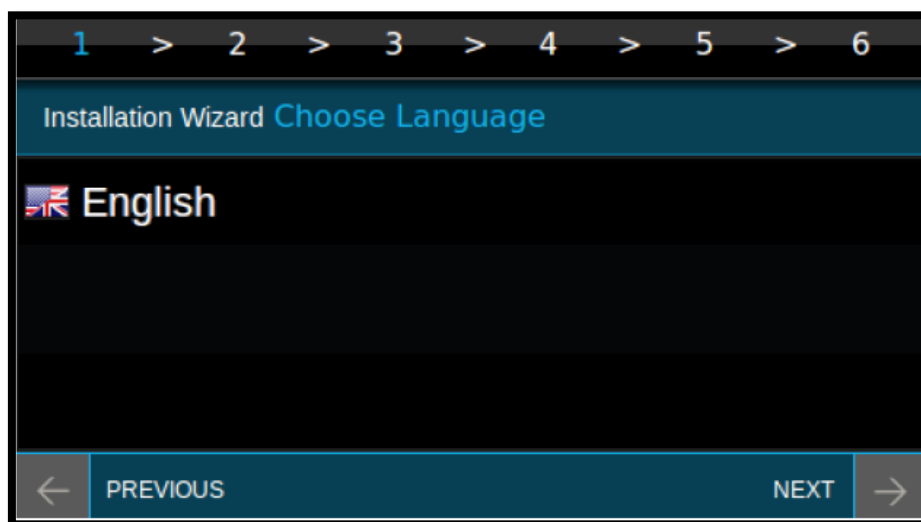 1 > 2 > 3 > 4 > 5 > 6
Installation Wizard Choose Language
English
PREVIOUS NEXT